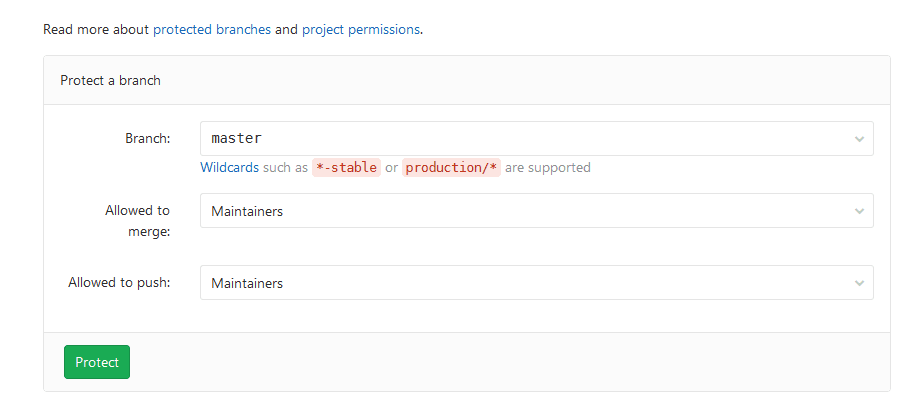 Read more about protected branches and project permissions.
Protect a branch
Branch:
master
Wildcards such as *-stable or production/* are supported
Allowed to
merge:
Maintainers
Allowed to push:
Maintainers
Protect